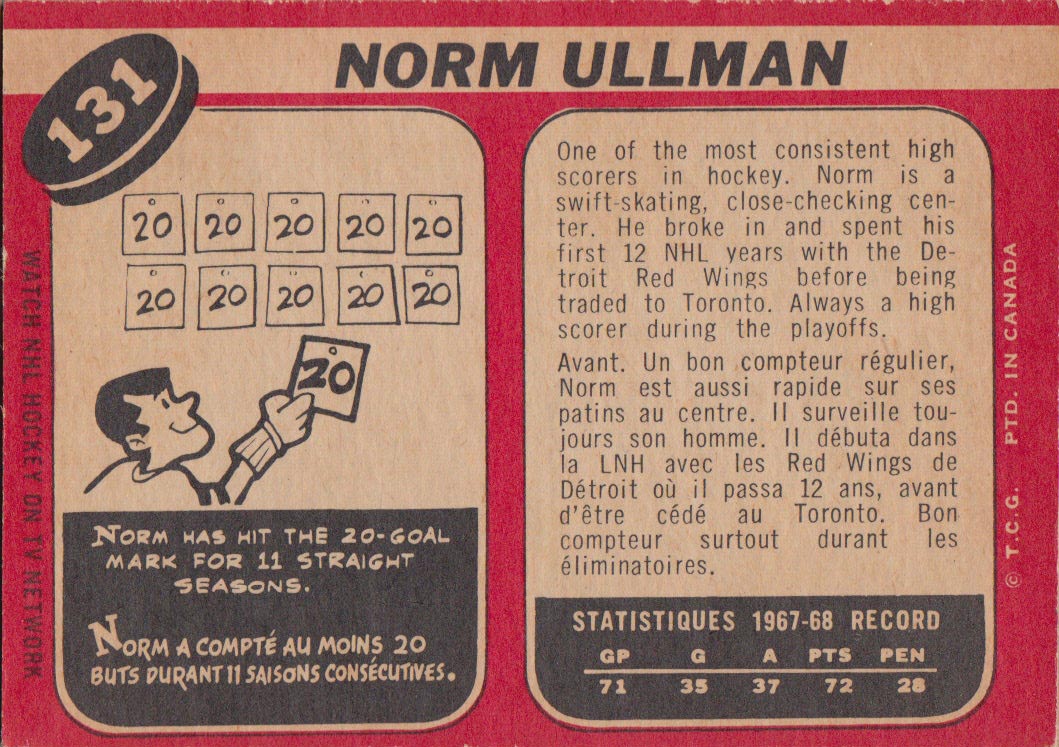 NORM ULLMAN
131
20 20 20 20 20
20 20 20 20 20
20
NORM HAS HIT THE 20-GOAL
MARK FOR 11 STRAIGHT
SEASONS.
NORM A COMPTÉ AU MOINS 20
BUTS DURANT 11 SAISONS CONSÉCUTIVES.
WATCH NHL HOCKEY ON TV NETWORK
One of the most consistent high
scorers in hockey. Norm is a
swift-skating, close-checking cen-
ter. He broke in and spent his
first 12 NHL years with the De-
troit Red Wings before being
traded to Toronto. Always a high
scorer during the playoffs.
Avant. Un bon compteur régulier,
Norm est aussi rapide sur ses
patins au centre. Il surveille tou-
jours son homme. Il débuta dans
la LNH avec les Red Wings de
Détroit où il passa 12 ans, avant
d'être cédé au Toronto. Bon
compteur surtout durant les
éliminatoires.
STATISTIQUES 1967-68 RECORD
GP G A PTS PEN
71 35 37 72 28
© T.C.G. PTD. IN CANADA